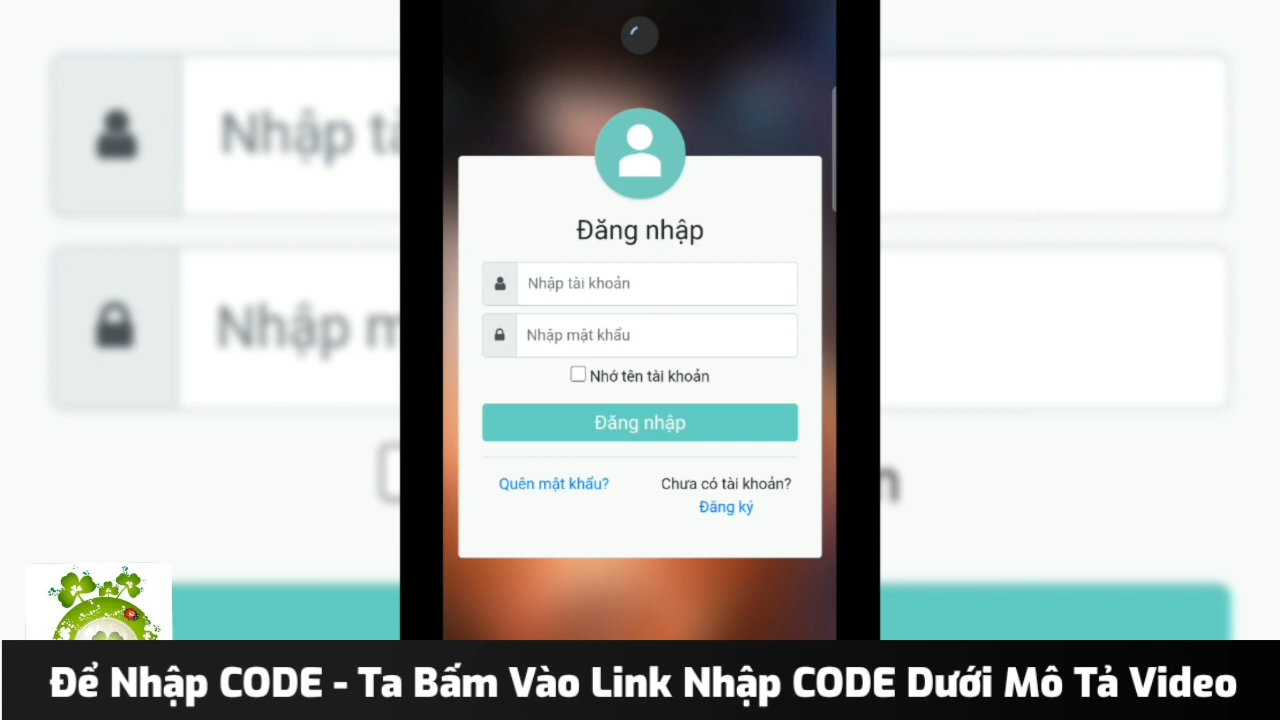 Đăng nhập
Nhập tài khoản
Nhập mật khẩu
Nhớ tên tài khoản
Đăng nhập
Quên mật khẩu?
Chưa có tài khoản?
Đăng ký
Để Nhập CODE - Ta Bấm Vào Link Nhập CODE Dưới Mô Tả Video